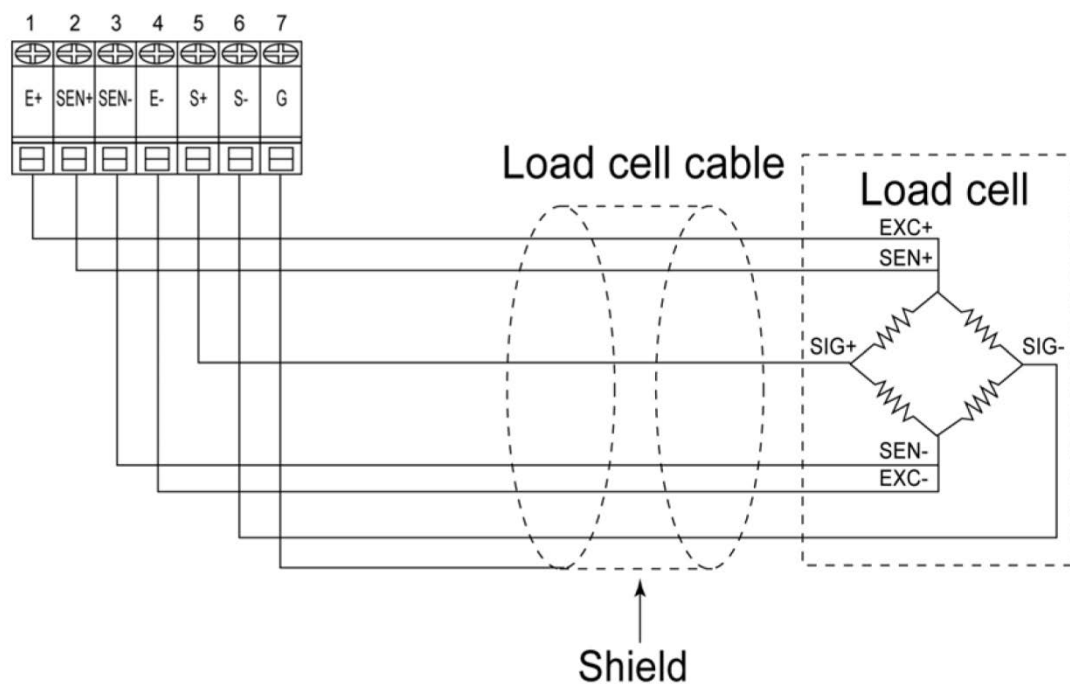 1 2 3 4 5 6 7
E+ SEN+ SEN- E- S+ S- G
Load cell cable
Load cell
EXC+
SEN+
SIG+ SIG-
SEN-
EXC-
Shield